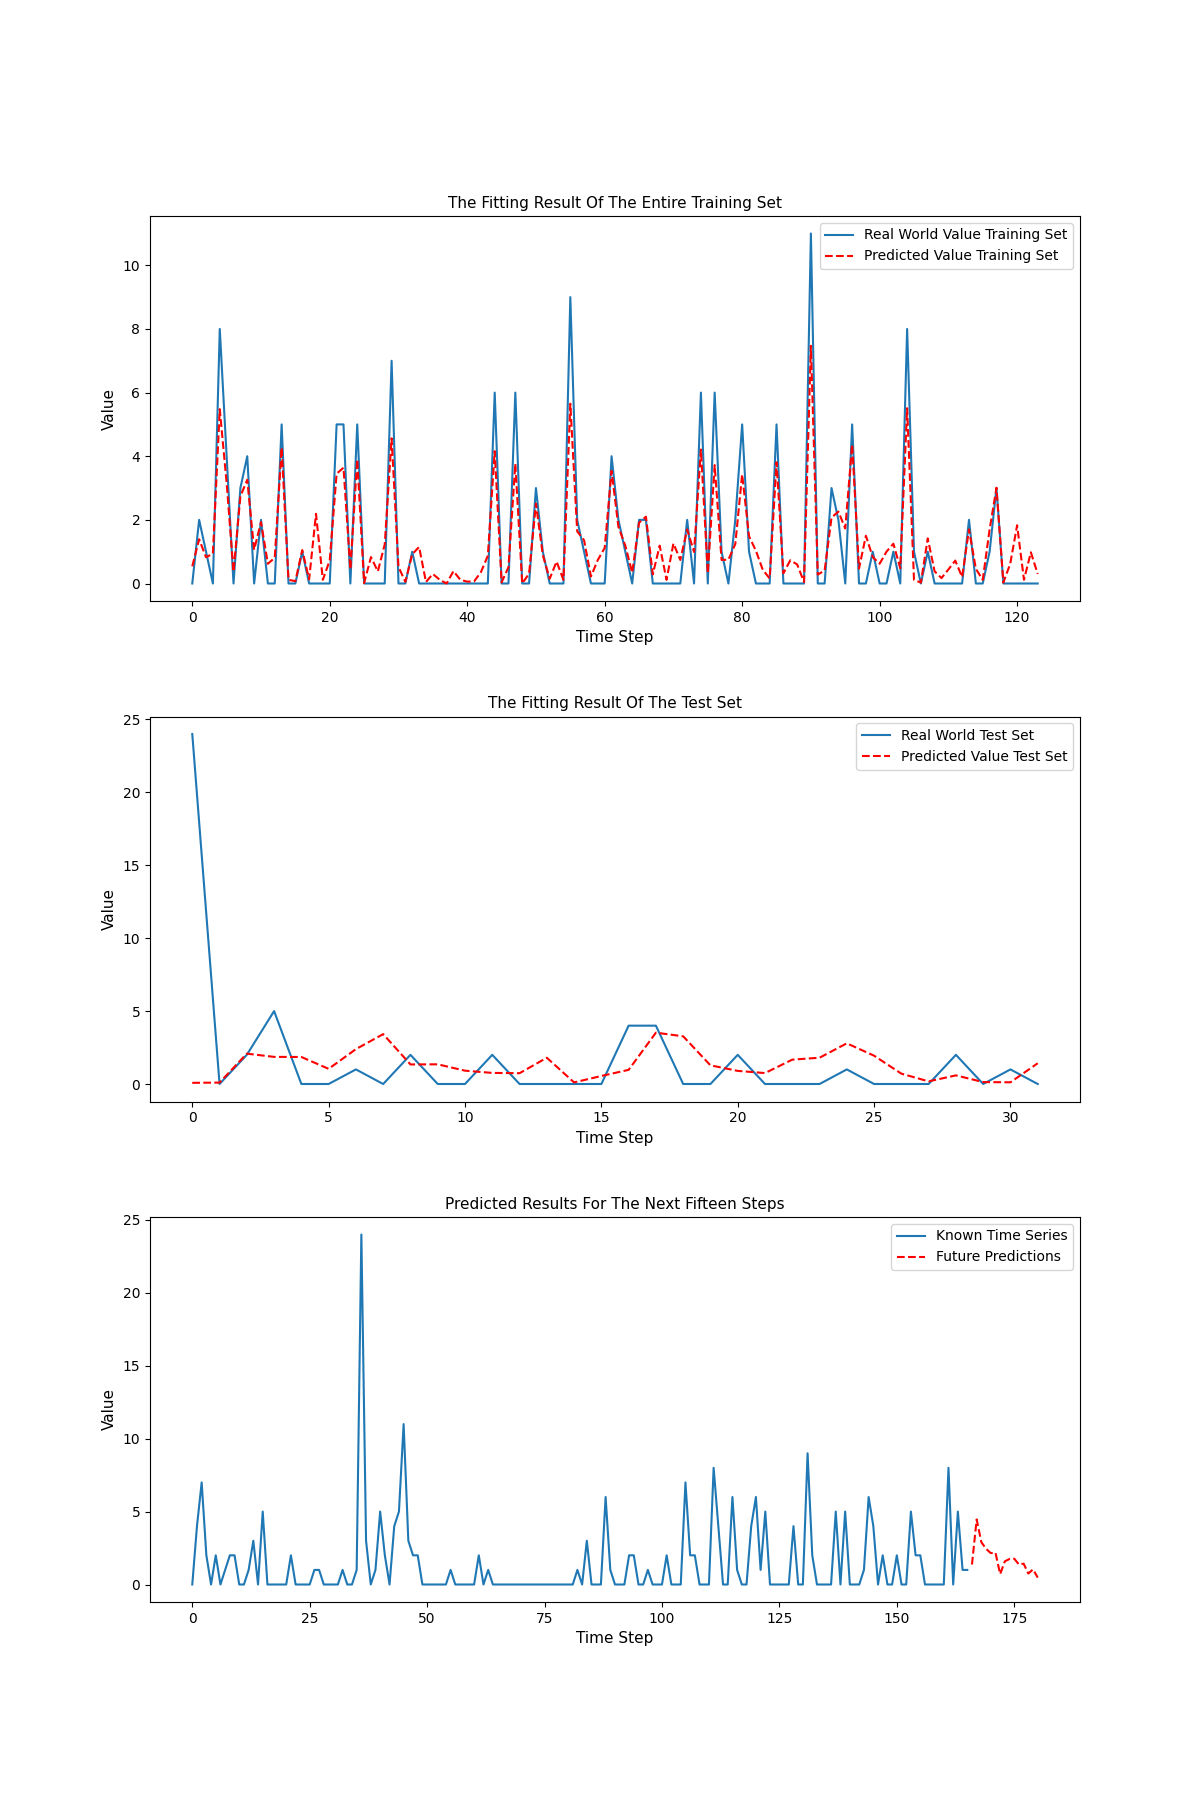 The Fitting Result Of The Entire Training Set
Real World Value Training Set
Predicted Value Training Set
Value
10
8
6
4
2
0
0 20 40 60 80 100 120
Time Step
The Fitting Result Of The Test Set
Real World Test Set
Predicted Value Test Set
Value
25
20
15
10
5
0
0 5 10 15 20 25 30
Time Step
Predicted Results For The Next Fifteen Steps
Known Time Series
Future Predictions
Value
25
20
15
10
5
0
0 25 50 75 100 125 150 175
Time Step